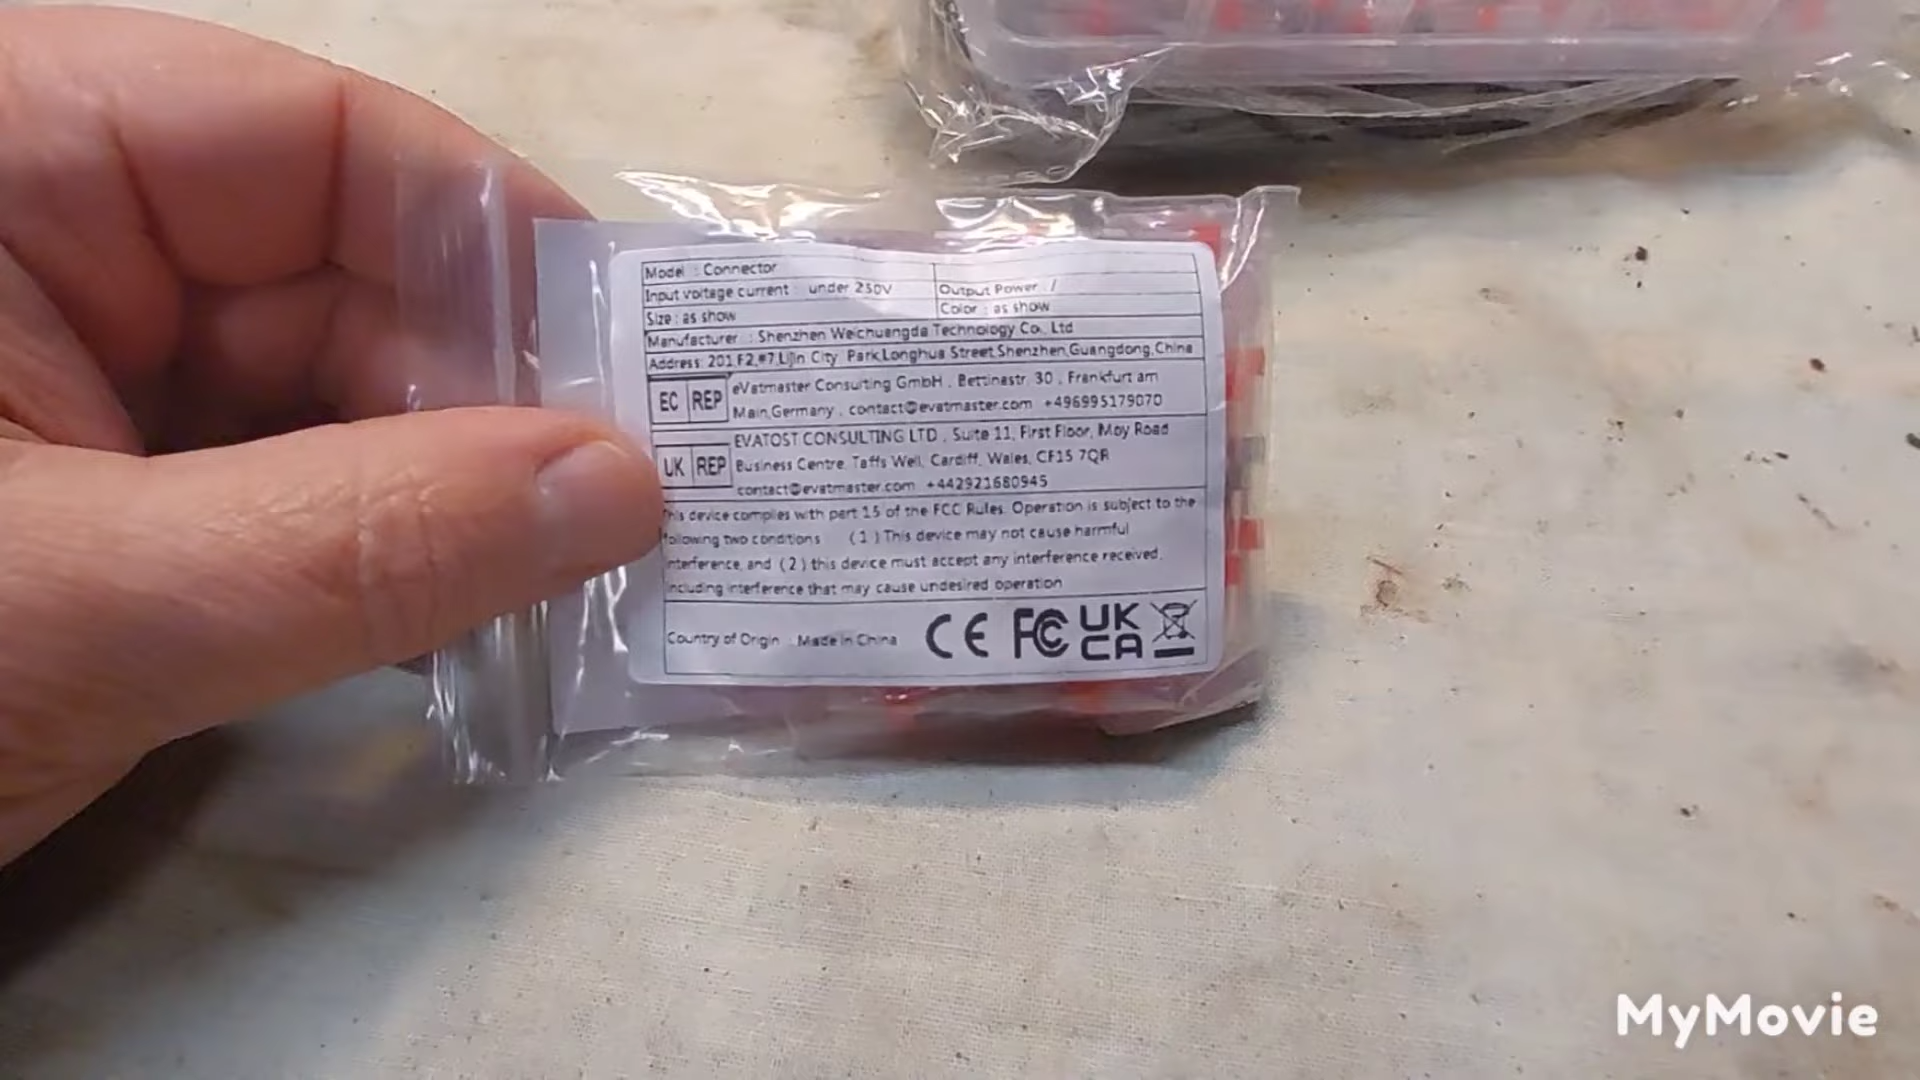 Model : Connector
Input voltage current : under 250V
Output Power : /
Size : as show
Color : as show
Manufacturer : Shenzhen Weichuangda Technology Co., Ltd
Address: 201,F2,#7,Lijin City Park,Longhua Street,Shenzhen,Guangdong,China
EC REP
eVatmaster Consulting GmbH , Bettinastr. 30 , Frankfurt am
Main,Germany , contact@evatmaster.com +496995179070
UK REP
EVATOST CONSULTING LTD , Suite 11, First Floor, Moy Road
Business Centre, Taffs Well, Cardiff, Wales, CF15 7QR
contact@evatmaster.com +442921680945
This device complies with part 15 of the FCC Rules. Operation is subject to the
following two conditions : (1) This device may not cause harmful
interference, and (2) this device must accept any interference received,
including interference that may cause undesired operation
Country of Origin : Made in China
CE FC UK CA
MyMovie